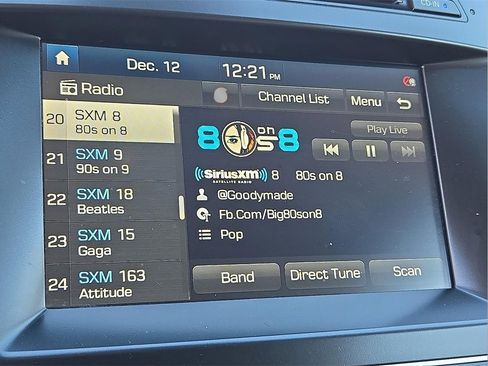 CD-IN
Dec. 12
12:21 PM
Radio
Channel List
Menu
20 SXM 8
80s on 8
21 SXM 9
90s on 9
22 SXM 18
Beatles
23 SXM 15
Gaga
24 SXM 163
Attitude
80s on 8
Play Live
SiriusXM
SATELLITE RADIO
8 80s on 8
@Goodymade
Fb.Com/Big80son8
Pop
Band
Direct Tune
Scan